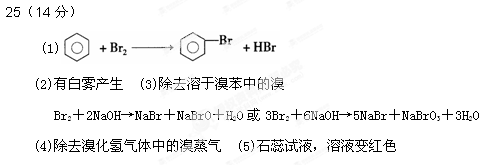 25（14 分）
(1) + Br₂ ⟶ Br + HBr
(2)有白雾产生 (3)除去溶于溴苯中的溴
Br₂＋2NaOH→NaBr＋NaBrO＋H₂O 或 3Br₂＋6NaOH→5NaBr＋NaBrO₃＋3H₂O
(4)除去溴化氢气体中的溴蒸气 (5)石蕊试液，溶液变红色